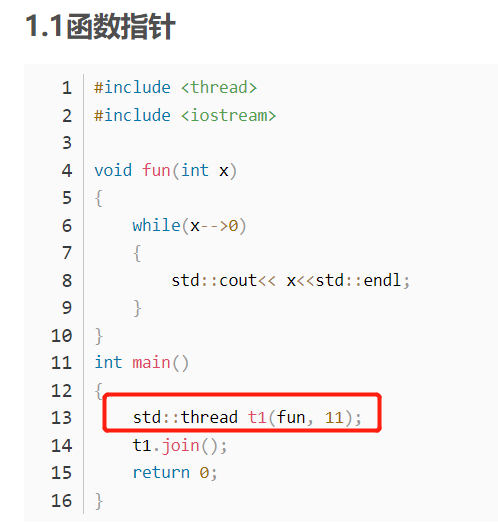 1.1函数指针
1 #include <thread>
2 #include <iostream>
3
4 void fun(int x)
5 {
6     while(x-->0)
7     {
8         std::cout<< x<<std::endl;
9     }
10 }
11 int main()
12 {
13     std::thread t1(fun, 11);
14     t1.join();
15     return 0;
16 }